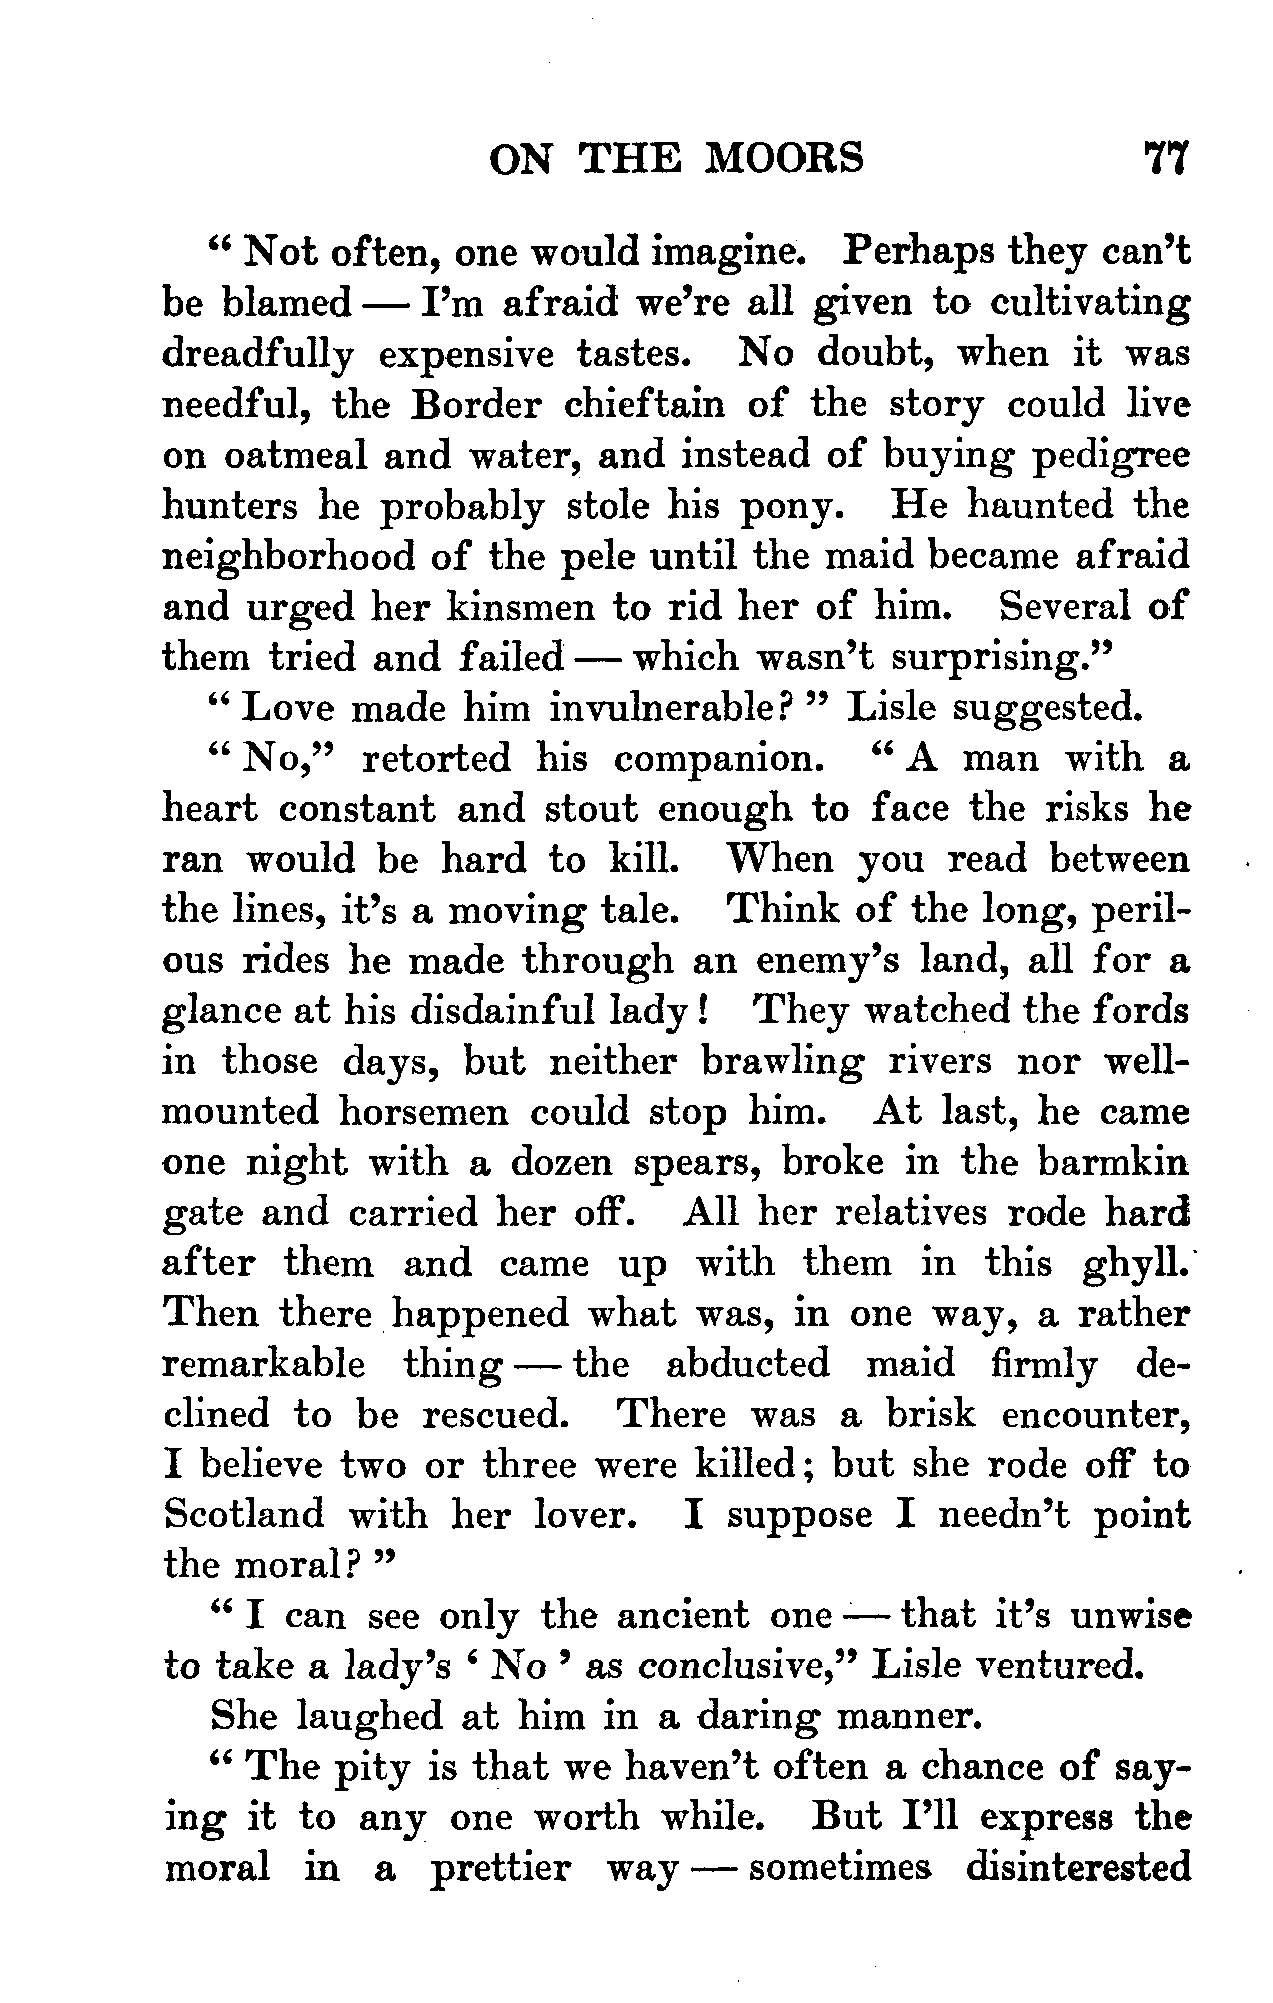 ON THE MOORS 77
“ Not often, one would imagine. Perhaps they can't
be blamed — I'm afraid we're all given to cultivating
dreadfully expensive tastes. No doubt, when it was
needful, the Border chieftain of the story could live
on oatmeal and water, and instead of buying pedigree
hunters he probably stole his pony. He haunted the
neighborhood of the pele until the maid became afraid
and urged her kinsmen to rid her of him. Several of
them tried and failed — which wasn't surprising.”
“ Love made him invulnerable? ” Lisle suggested.
“ No,” retorted his companion. “ A man with a
heart constant and stout enough to face the risks he
ran would be hard to kill. When you read between
the lines, it's a moving tale. Think of the long, peril-
ous rides he made through an enemy's land, all for a
glance at his disdainful lady! They watched the fords
in those days, but neither brawling rivers nor well-
mounted horsemen could stop him. At last, he came
one night with a dozen spears, broke in the barmkin
gate and carried her off. All her relatives rode hard
after them and came up with them in this ghyll.
Then there happened what was, in one way, a rather
remarkable thing — the abducted maid firmly de-
clined to be rescued. There was a brisk encounter,
I believe two or three were killed; but she rode off to
Scotland with her lover. I suppose I needn't point
the moral? ”
“ I can see only the ancient one — that it's unwise
to take a lady's ‘ No ’ as conclusive,” Lisle ventured.
She laughed at him in a daring manner.
“ The pity is that we haven't often a chance of say-
ing it to any one worth while. But I'll express the
moral in a prettier way — sometimes disinterested